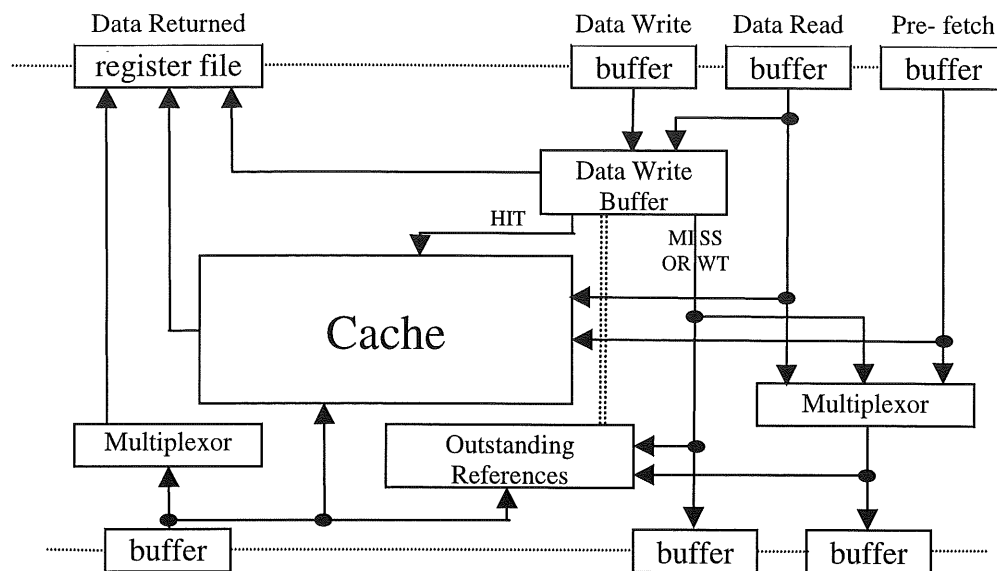 Data Returned
Data Write
Data Read
Pre- fetch
register file
buffer
buffer
buffer
Data Write
Buffer
HIT
MISS
OR WT
Cache
Multiplexor
Multiplexor
Outstanding
References
buffer
buffer
buffer